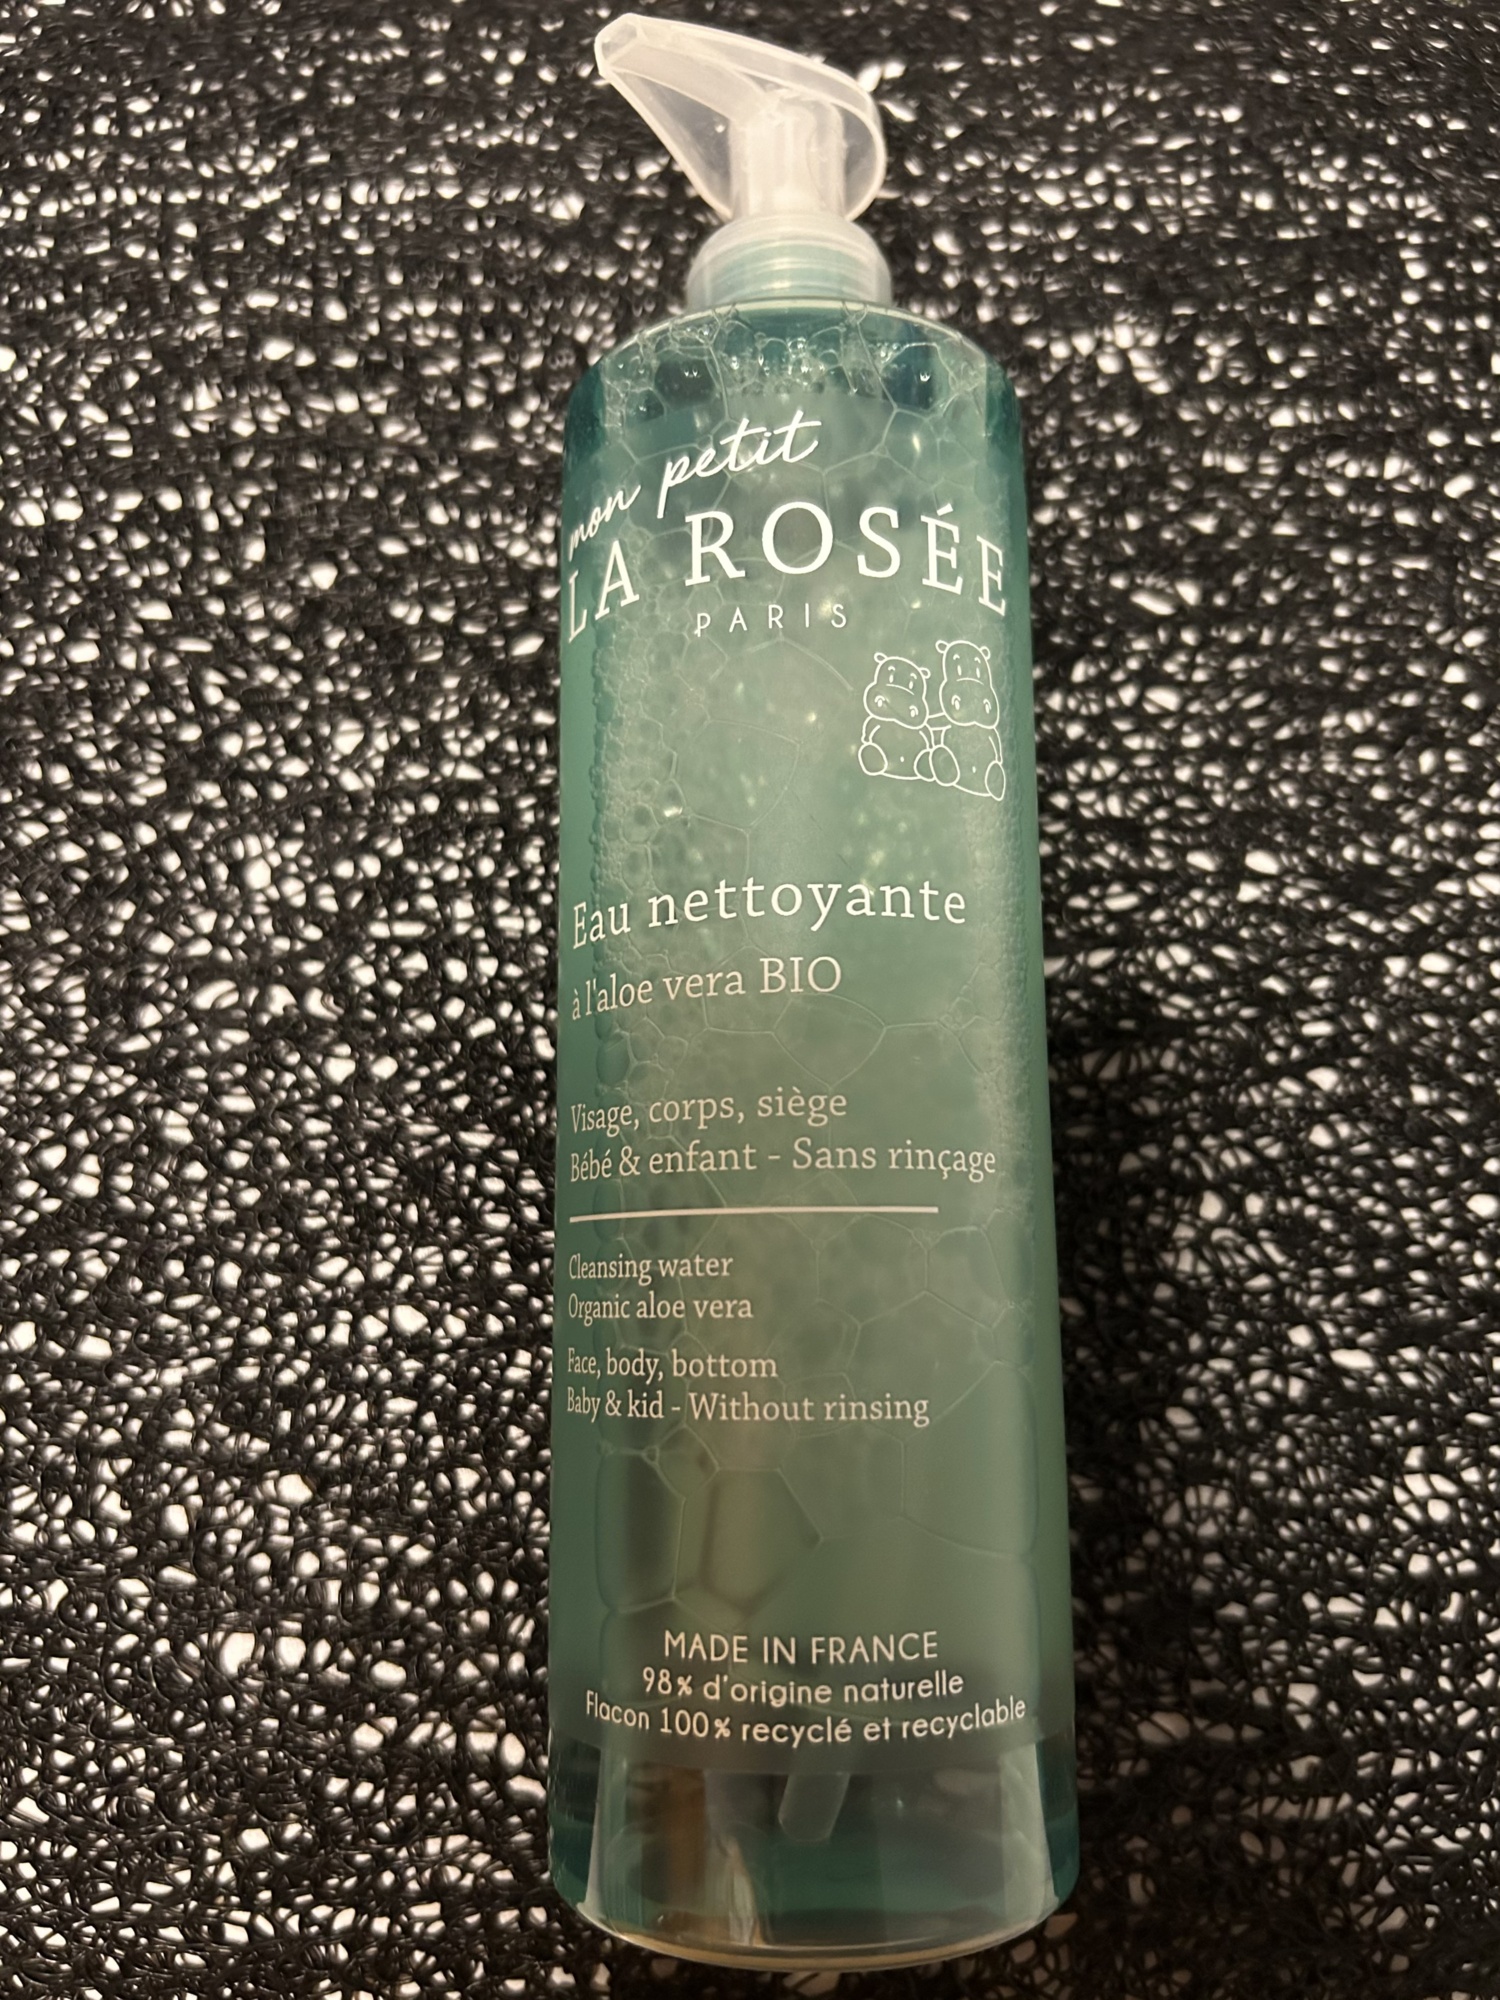 mon petit
LA ROSÉE
PARIS
Eau nettoyante
à l'aloe vera BIO
Visage, corps, siège
Bébé & enfant - Sans rinçage
Cleansing water
Organic aloe vera
Face, body, bottom
Baby & kid - Without rinsing
MADE IN FRANCE
98% d'origine naturelle
Flacon 100% recyclé et recyclable